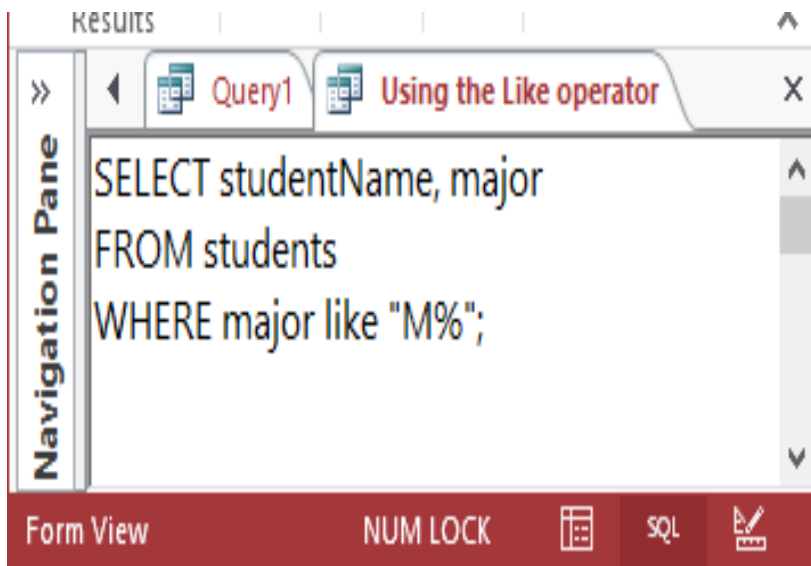 Results
Query1
Using the Like operator
Navigation Pane
SELECT studentName, major
FROM students
WHERE major like "M%";
Form View
NUM LOCK
SQL